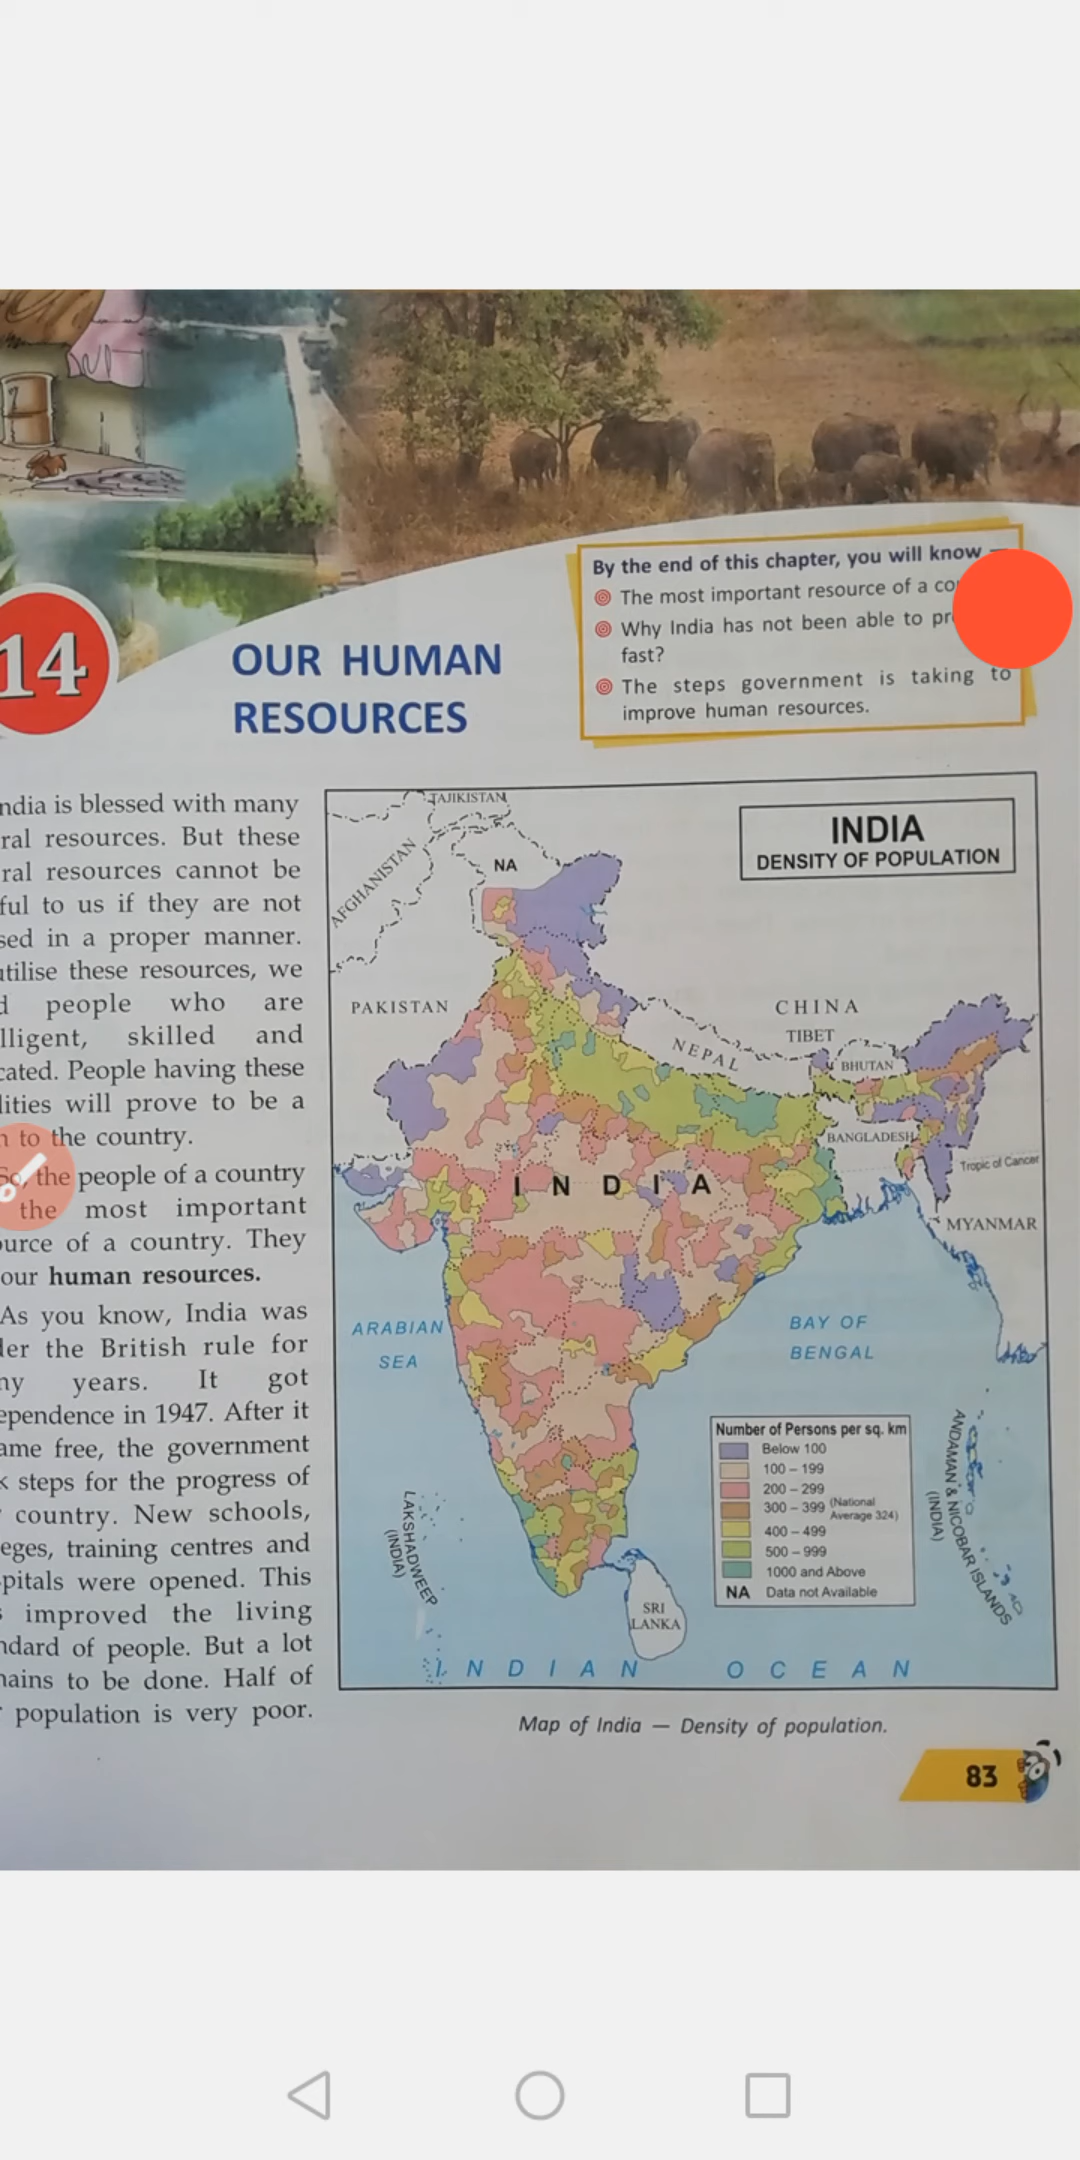 14
OUR HUMAN
RESOURCES
By the end of this chapter, you will know
The most important resource of a
Why India has not been able to
fast?
The steps government is taking to
improve human resources.
ndia is blessed with many
ral resources. But these
ral resources cannot be
ful to us if they are not
sed in a proper manner.
utilise these resources, we
people who are
lligent, skilled and
cated. People having these
lities will prove to be a
to the country.
So, the people of a country
the most important
ource of a country. They
our human resources.
As you know, India was
er the British rule for
ny years. It got
ependence in 1947. After it
ame free, the government
k steps for the progress of
country. New schools,
eges, training centres and
pitals were opened. This
s improved the living
ndard of people. But a lot
ains to be done. Half of
population is very poor.
INDIA
DENSITY OF POPULATION
TAJIKISTAN
AFGHANISTAN
NA
PAKISTAN
CHINA
TIBET
NEPAL
BHUTAN
BANGLADESH
Tropic of Cancer
INDIA
MYANMAR
ARABIAN
SEA
BAY OF
BENGAL
Number of Persons per sq. km
Below 100
100 – 199
200 – 299
300 – 399 (National
Average 324)
400 – 499
500 – 999
1000 and Above
NA Data not Available
LAKSHADWEEP
(INDIA)
ANDAMAN & NICOBAR ISLANDS
(INDIA)
SRI
LANKA
INDIAN OCEAN
Map of India — Density of population.
83